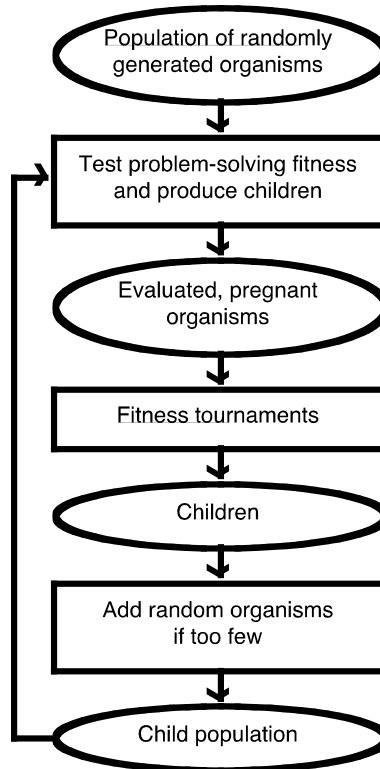 Population of randomly
generated organisms
Test problem-solving fitness
and produce children
Evaluated, pregnant
organisms
Fitness tournaments
Children
Add random organisms
if too few
Child population